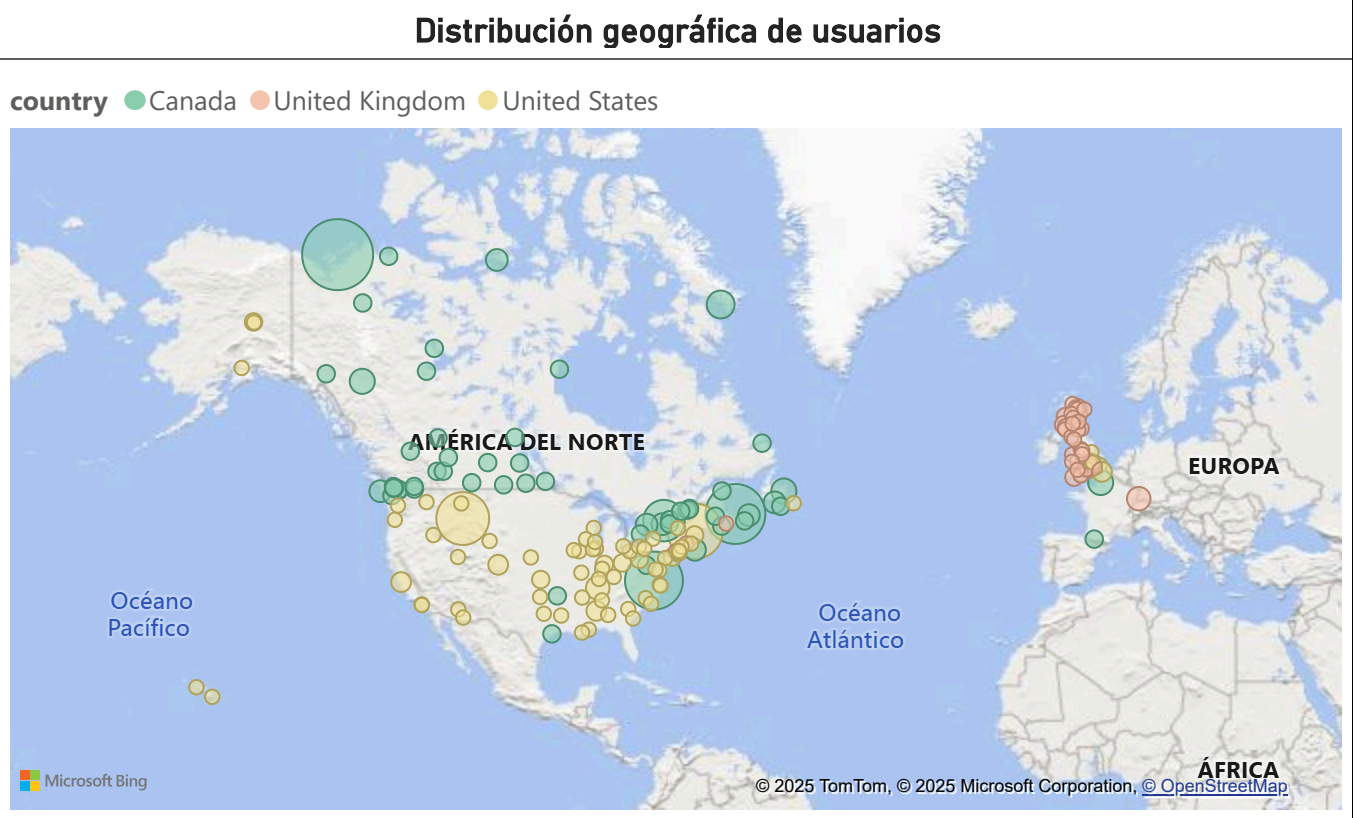 Distribución geográfica de usuarios
country Canada United Kingdom United States
AMÉRICA DEL NORTE
EUROPA
Océano
Pacífico
Océano
Atlántico
ÁFRICA
Microsoft Bing
© 2025 TomTom, © 2025 Microsoft Corporation, © OpenStreetMap